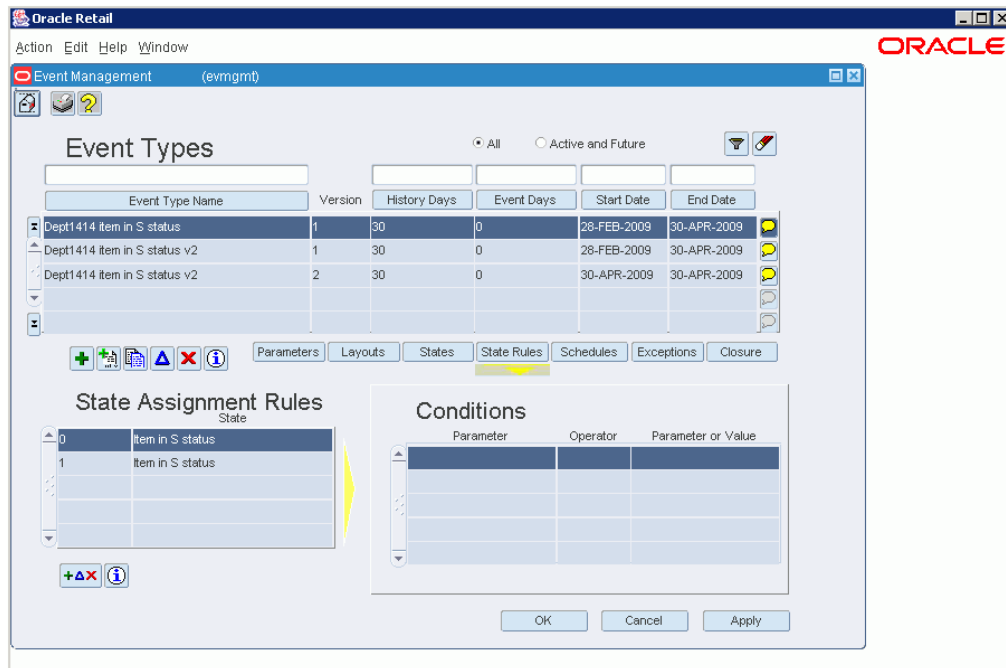 Oracle Retail
Action Edit Help Window
ORACLE
Event Management (evmgmt)
Event Types
All Active and Future
Event Type Name Version History Days Event Days Start Date End Date
Dept1414 item in S status 1 30 0 28-FEB-2009 30-APR-2009
Dept1414 item in S status v2 1 30 0 28-FEB-2009 30-APR-2009
Dept1414 item in S status v2 2 30 0 30-APR-2009 30-APR-2009
Parameters Layouts States State Rules Schedules Exceptions Closure
State Assignment Rules
State
0 Item in S status
1 Item in S status
Conditions
Parameter Operator Parameter or Value
OK Cancel Apply